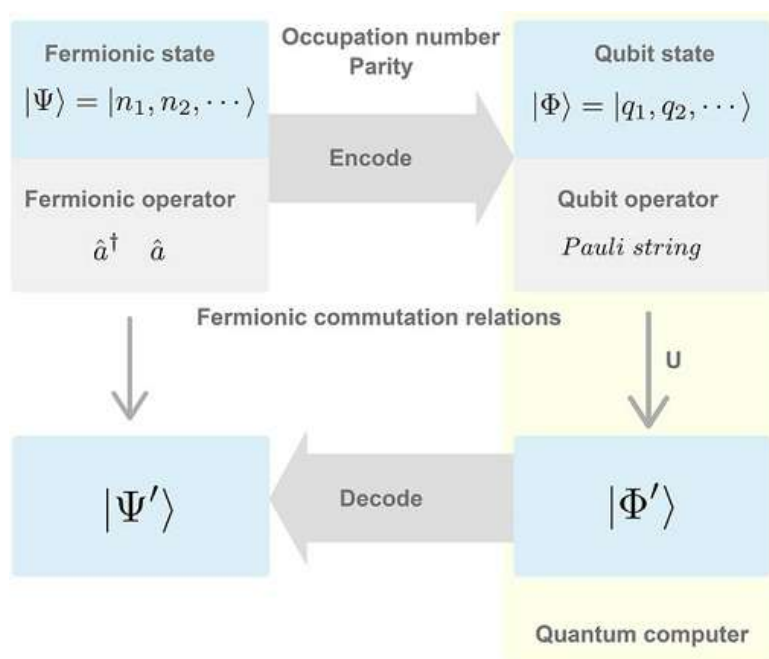 Fermionic state
|Ψ⟩ = |n₁, n₂, ⋯⟩
Occupation number
Parity
Qubit state
|Φ⟩ = |q₁, q₂, ⋯⟩
Encode
Fermionic operator
â† â
Qubit operator
Pauli string
Fermionic commutation relations
U
|Ψ′⟩
Decode
|Φ′⟩
Quantum computer